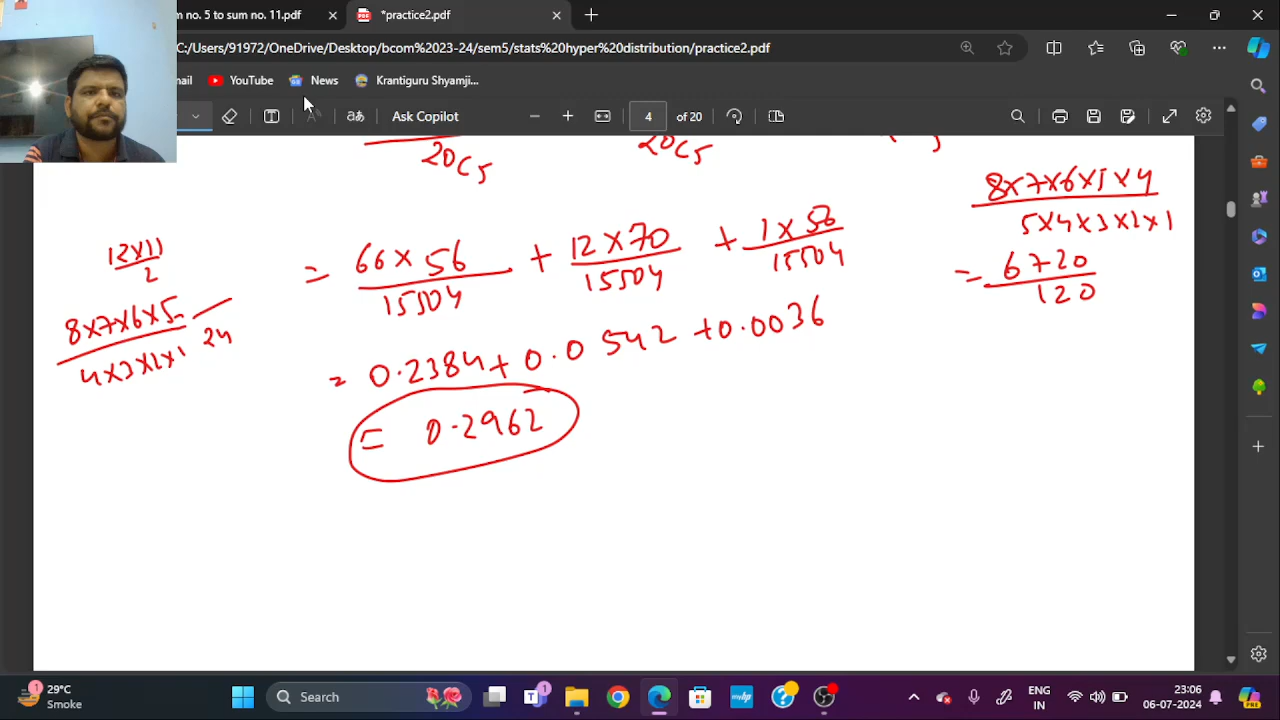 n no. 5 to sum no. 11.pdf
*practice2.pdf
C:/Users/91972/OneDrive/Desktop/bcom%2023-24/sem5/stats%20hyper%20distribution/practice2.pdf
nail YouTube News Krantiguru Shyamji...
Ask Copilot 4 of 20
20C5 20C5
8×7×6×5×4
5×4×3×2×1
= 6720
120
12×11
2
8×7×6×5
4×3×2×1
24
= 66×56 + 12×70 + 1×56
15504 15504 15504
= 0.2384+0.0542+0.0036
= 0.2962
29°C
Smoke
Search
ENG
IN
23:06
06-07-2024